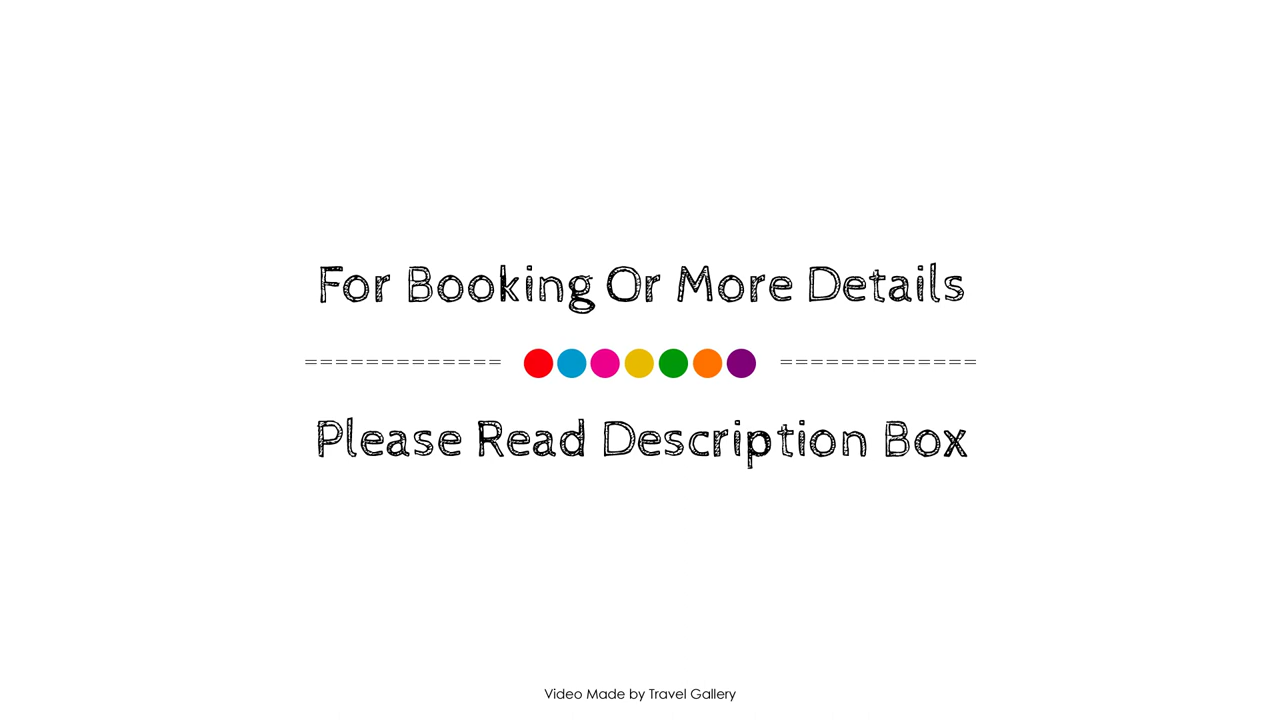 For Booking Or More Details
============= =============
Please Read Description Box
Video Made by Travel Gallery